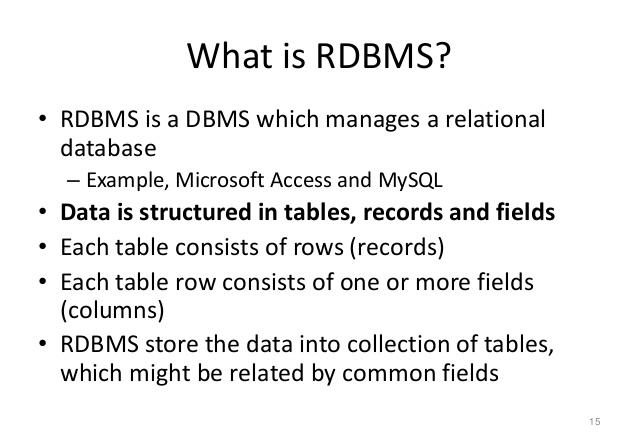 What is RDBMS?
• RDBMS is a DBMS which manages a relational
database
– Example, Microsoft Access and MySQL
• Data is structured in tables, records and fields
• Each table consists of rows (records)
• Each table row consists of one or more fields
(columns)
• RDBMS store the data into collection of tables,
which might be related by common fields
15